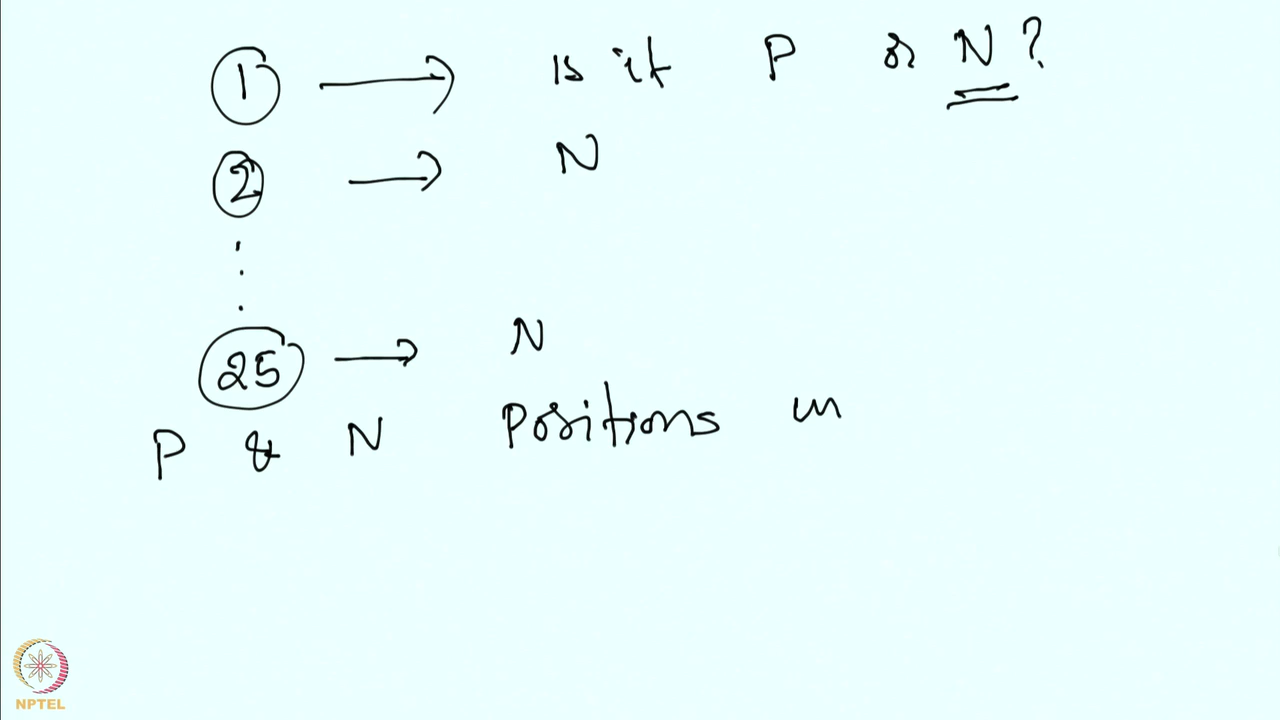 1 → Is it P or N?
2 → N
⋮
25 → N
P & N Positions in
NPTEL